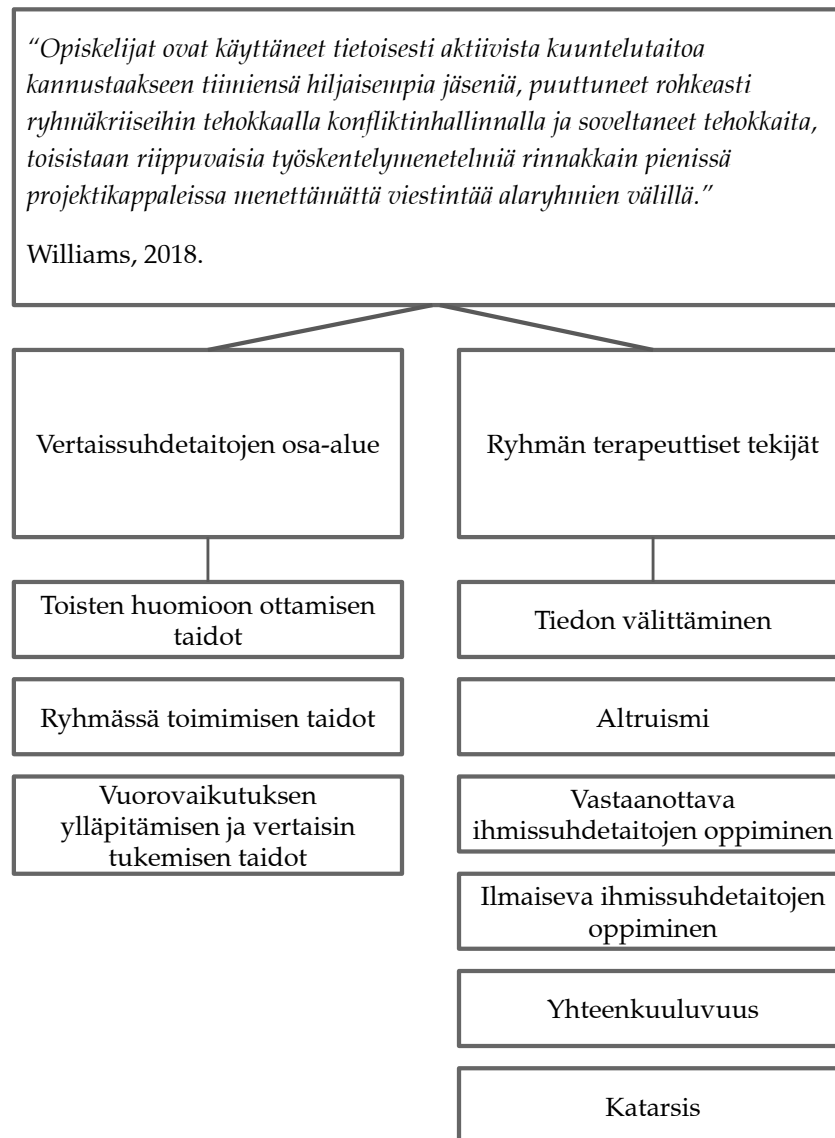 “Opiskelijat ovat käyttäneet tietoisesti aktiivista kuuntelutaitoa
kannustaakseen tiimiensä hiljaisempia jäseniä, puuttuneet rohkeasti
ryhmäkriiseihin tehokkaalla konfliktinhallinnalla ja soveltaneet tehokkaita,
toisistaan riippuvaisia työskentelymenetelmiä rinnakkain pienissä
projektikappaleissa menettämättä viestintää alaryhmien välillä.”
Williams, 2018.
Vertaissuhdetaitojen osa-alue
Toisten huomioon ottamisen
taidot
Ryhmässä toimimisen taidot
Vuorovaikutuksen
ylläpitämisen ja vertaisin
tukemisen taidot
Ryhmän terapeuttiset tekijät
Tiedon välittäminen
Altruismi
Vastaanottava
ihmissuhdetaitojen oppiminen
Ilmaiseva ihmissuhdetaitojen
oppiminen
Yhteenkuuluvuus
Katarsis